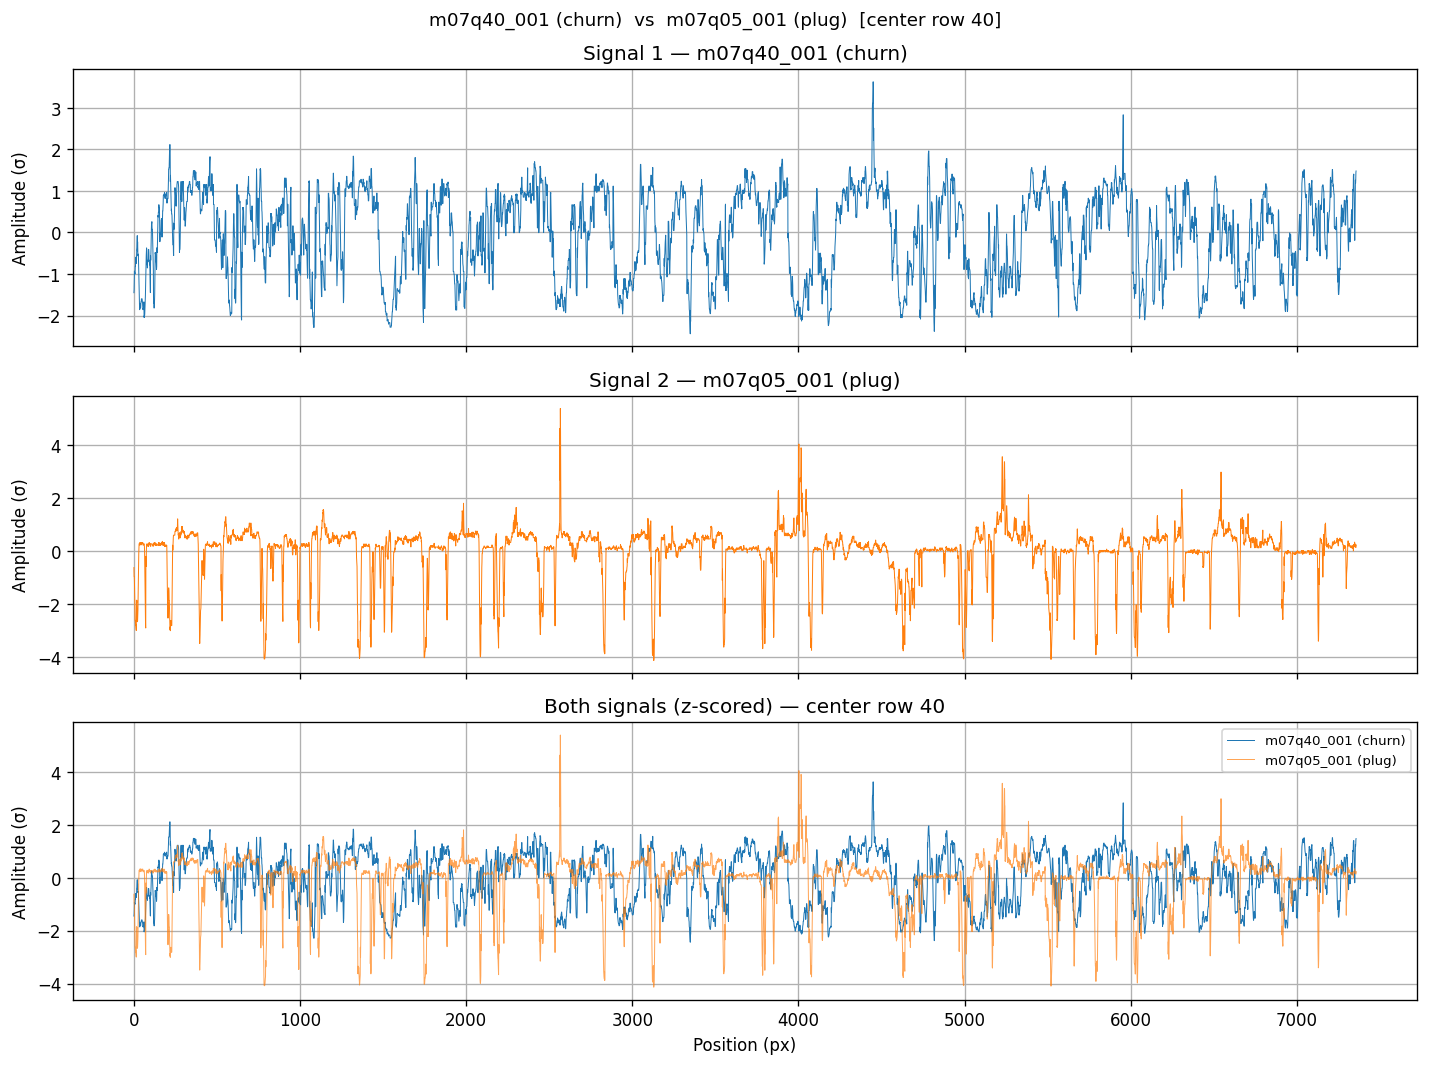 m07q40_001 (churn)  vs  m07q05_001 (plug)  [center row 40]
Signal 1 — m07q40_001 (churn)
Amplitude (σ)
3
2
1
0
−1
−2
Signal 2 — m07q05_001 (plug)
Amplitude (σ)
4
2
0
−2
−4
Both signals (z-scored) — center row 40
Amplitude (σ)
4
2
0
−2
−4
m07q40_001 (churn)
m07q05_001 (plug)
0 1000 2000 3000 4000 5000 6000 7000
Position (px)